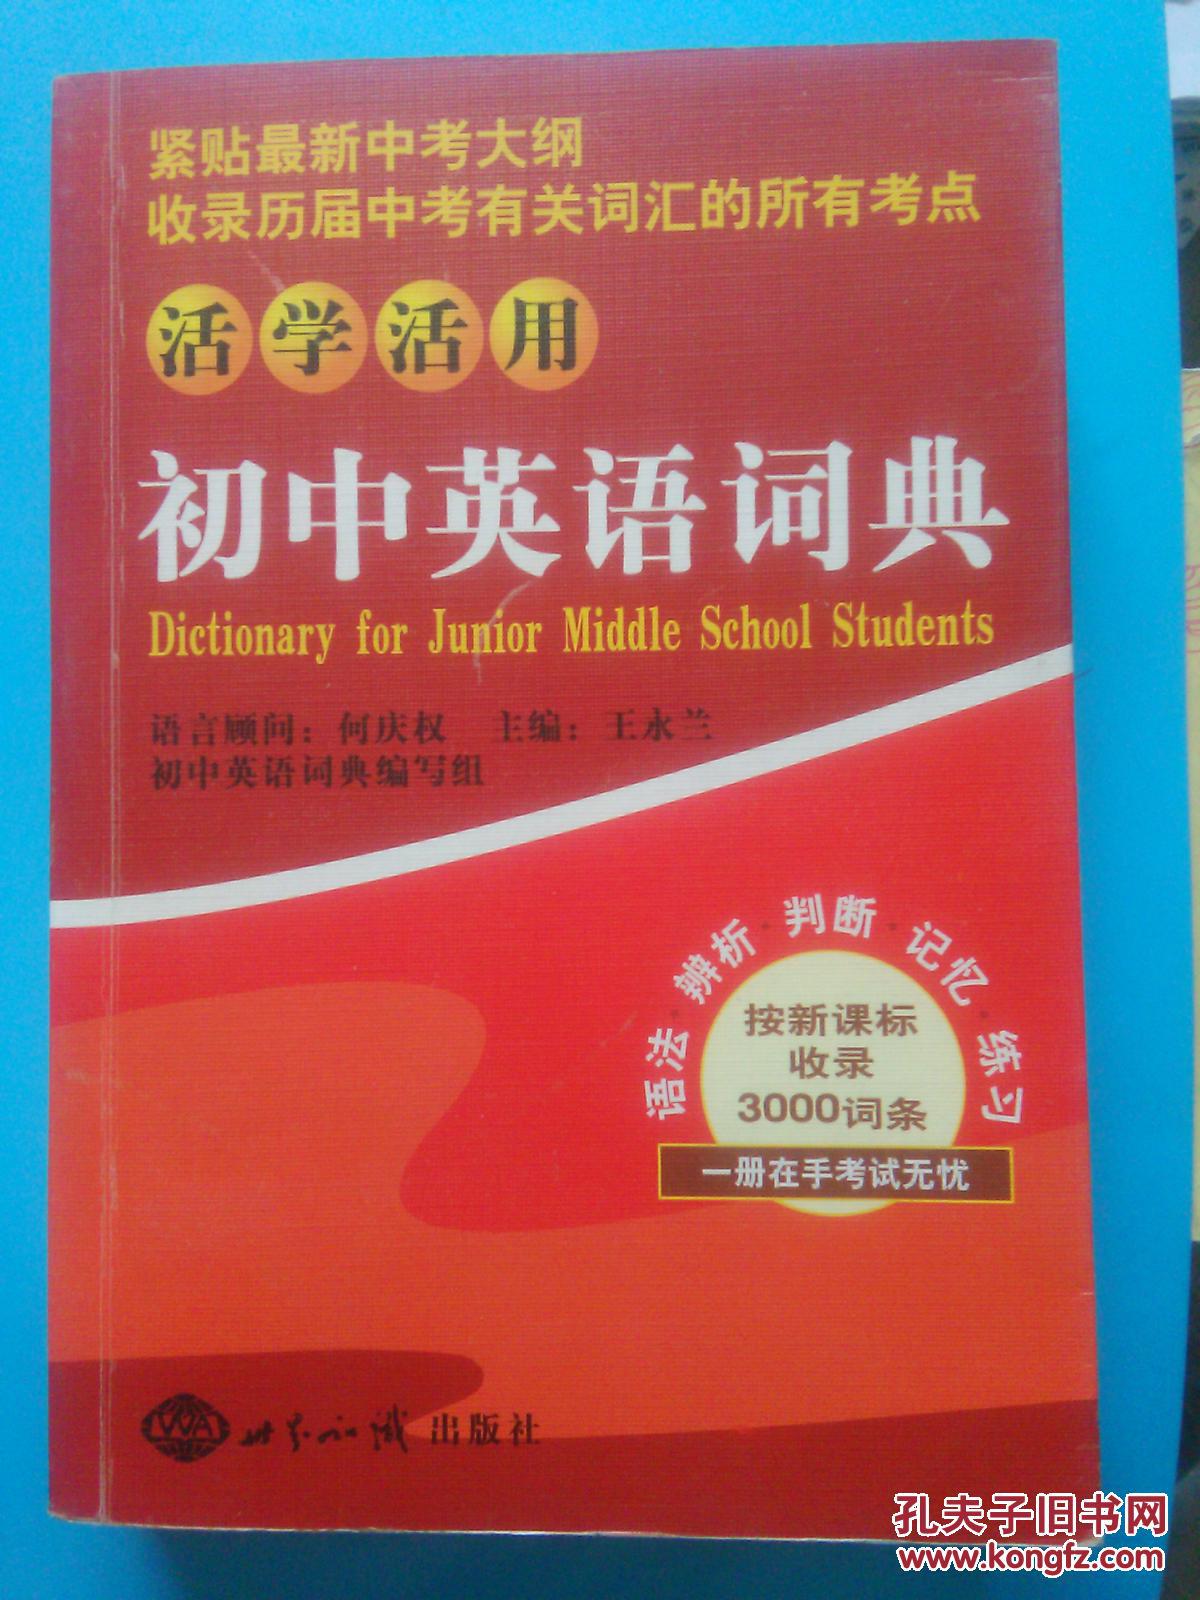 紧贴最新中考大纲
收录历届中考有关词汇的所有考点
活学活用
初中英语词典
Dictionary for Junior Middle School Students
语言顾问：何庆权 主编：王永兰
初中英语词典编写组
语法·辨析·判断·记忆·练习
按新课标
收录
3000词条
一册在手考试无忧
WA 世界知识出版社
孔夫子旧书网
www.kongfz.com